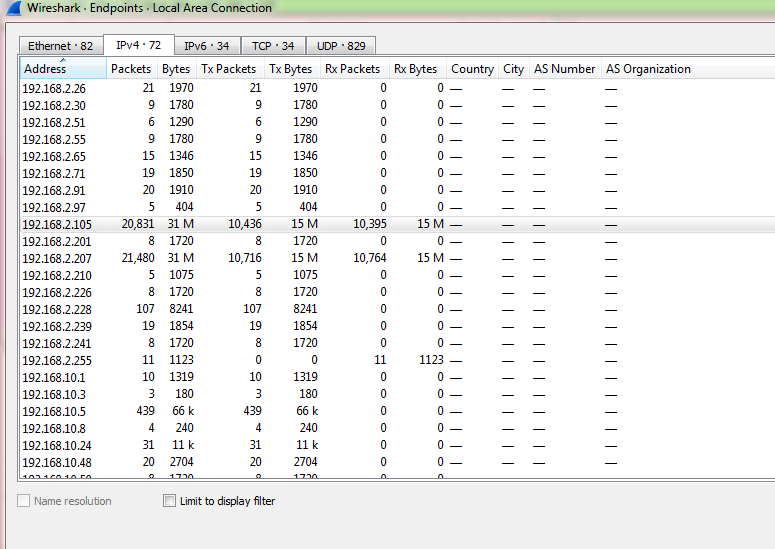 Wireshark · Endpoints · Local Area Connection
Ethernet · 82 IPv4 · 72 IPv6 · 34 TCP · 34 UDP · 829
Address Packets Bytes Tx Packets Tx Bytes Rx Packets Rx Bytes Country City AS Number AS Organization
192.168.2.26 21 1970 21 1970 0 0 — — — —
192.168.2.30 9 1780 9 1780 0 0 — — — —
192.168.2.51 6 1290 6 1290 0 0 — — — —
192.168.2.55 9 1780 9 1780 0 0 — — — —
192.168.2.65 15 1346 15 1346 0 0 — — — —
192.168.2.71 19 1850 19 1850 0 0 — — — —
192.168.2.91 20 1910 20 1910 0 0 — — — —
192.168.2.97 5 404 5 404 0 0 — — — —
192.168.2.105 20,831 31 M 10,436 15 M 10,395 15 M — — — —
192.168.2.201 8 1720 8 1720 0 0 — — — —
192.168.2.207 21,480 31 M 10,716 15 M 10,764 15 M — — — —
192.168.2.210 5 1075 5 1075 0 0 — — — —
192.168.2.226 8 1720 8 1720 0 0 — — — —
192.168.2.228 107 8241 107 8241 0 0 — — — —
192.168.2.239 19 1854 19 1854 0 0 — — — —
192.168.2.241 8 1720 8 1720 0 0 — — — —
192.168.2.255 11 1123 0 0 11 1123 — — — —
192.168.10.1 10 1319 10 1319 0 0 — — — —
192.168.10.3 3 180 3 180 0 0 — — — —
192.168.10.5 439 66 k 439 66 k 0 0 — — — —
192.168.10.8 4 240 4 240 0 0 — — — —
192.168.10.24 31 11 k 31 11 k 0 0 — — — —
192.168.10.48 20 2704 20 2704 0 0 — — — —
Name resolution Limit to display filter